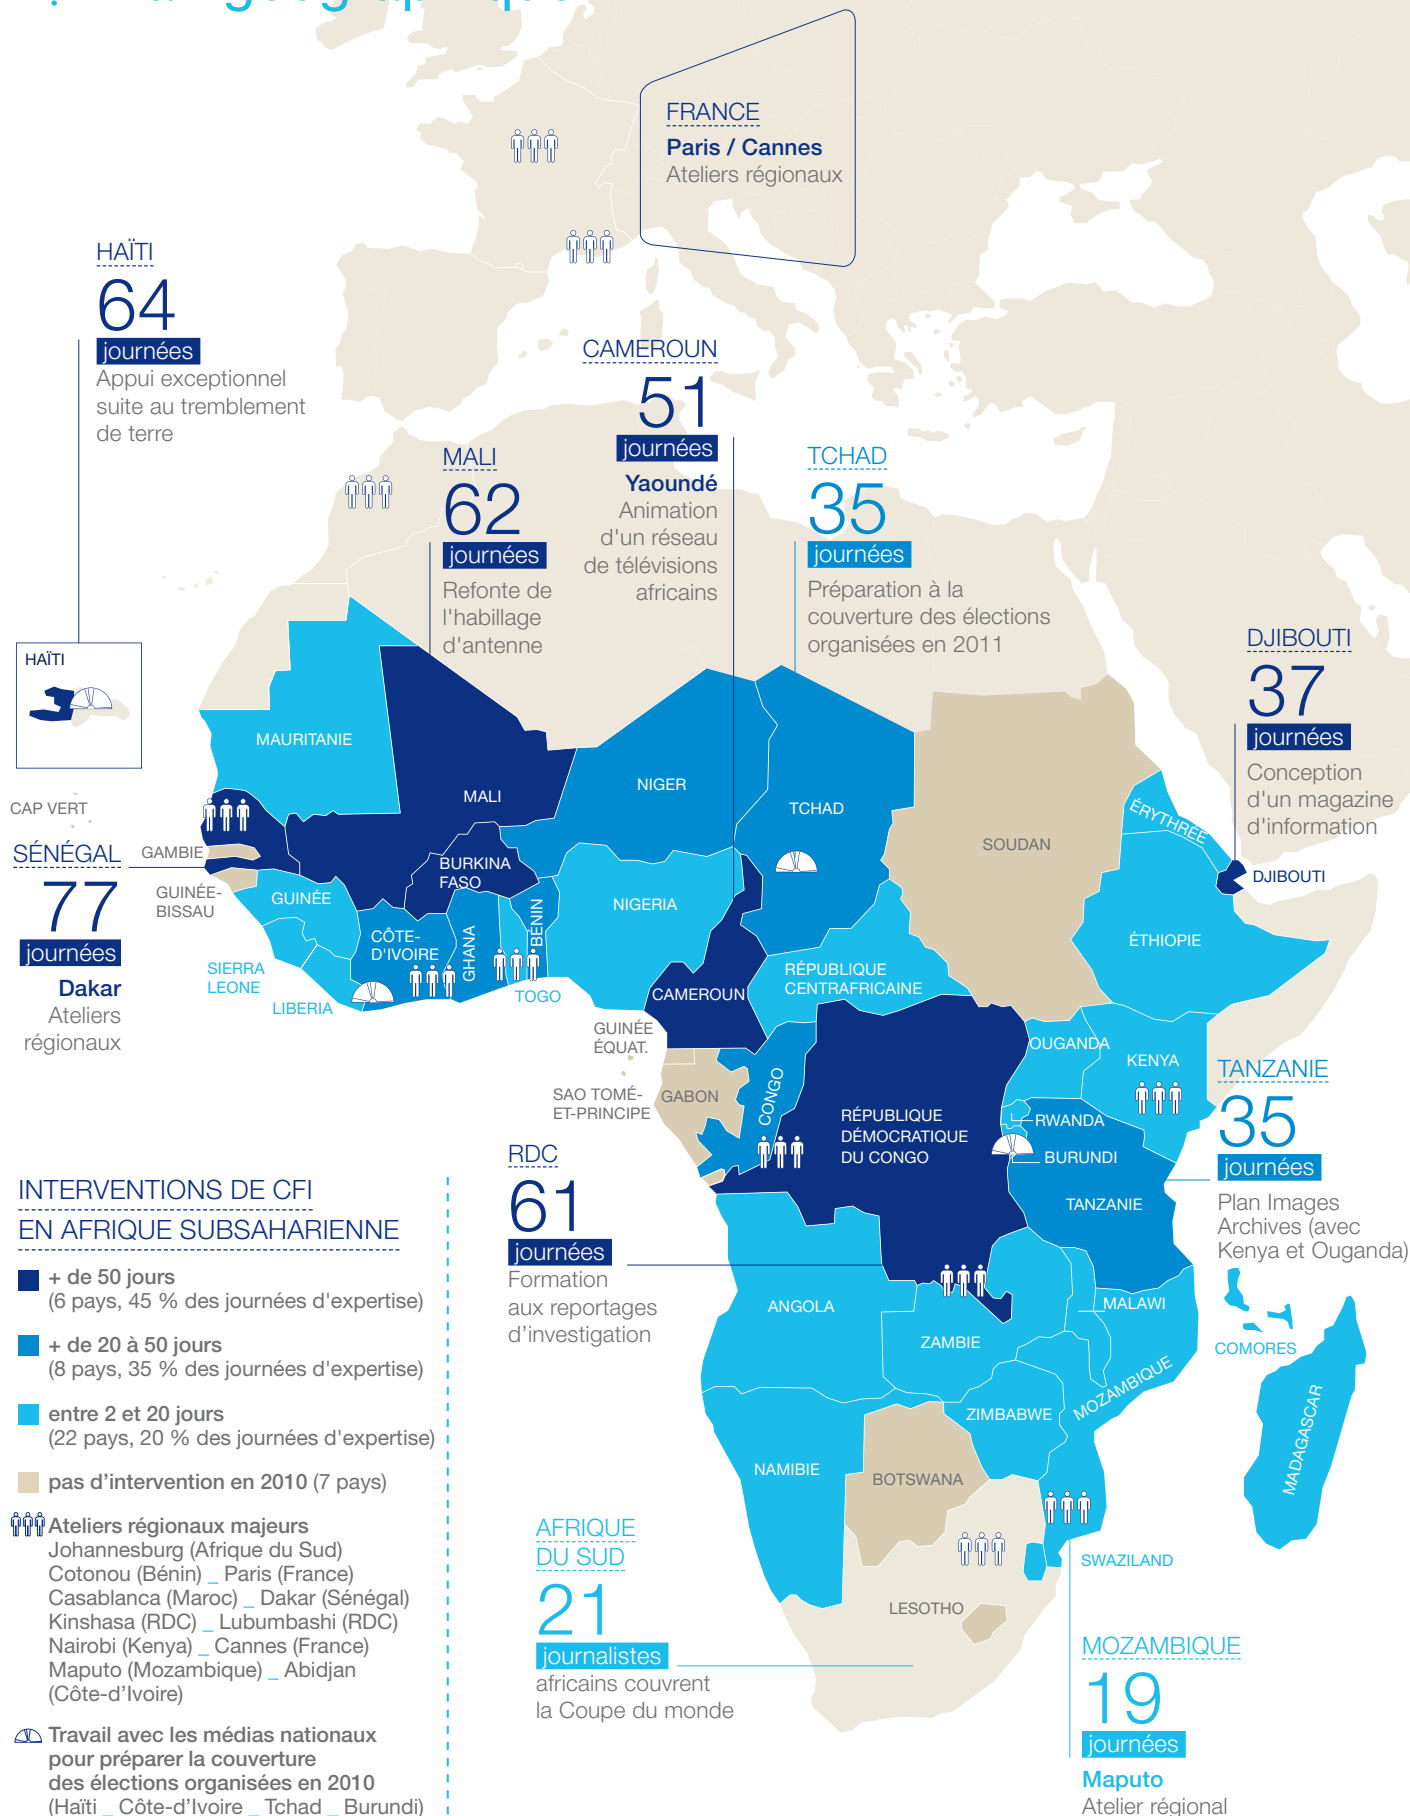 FRANCE
Paris / Cannes
Ateliers régionaux
HAÏTI
64
journées
Appui exceptionnel
suite au tremblement
de terre
CAMEROUN
51
journées
Yaoundé
Animation
d'un réseau
de télévisions
africains
MALI
62
journées
Refonte de
l'habillage
d'antenne
TCHAD
35
journées
Préparation à la
couverture des élections
organisées en 2011
DJIBOUTI
37
journées
Conception
d'un magazine
d'information
HAÏTI
CAP VERT
SÉNÉGAL
77
journées
Dakar
Ateliers
régionaux
GAMBIE
GUINÉE-
BISSAU
MAURITANIE
MALI
NIGER
TCHAD
SOUDAN
ÉRYTHRÉE
DJIBOUTI
BURKINA
FASO
GUINÉE
CÔTE-
D'IVOIRE
GHANA
BÉNIN
NIGERIA
ÉTHIOPIE
SIERRA
LEONE
LIBERIA
TOGO
CAMEROUN
RÉPUBLIQUE
CENTRAFRICAINE
GUINÉE
ÉQUAT.
SAO TOMÉ-
ET-PRINCIPE
GABON
CONGO
RÉPUBLIQUE
DÉMOCRATIQUE
DU CONGO
OUGANDA
KENYA
RWANDA
BURUNDI
TANZANIE
TANZANIE
35
journées
Plan Images
Archives (avec
Kenya et Ouganda)
RDC
61
journées
Formation
aux reportages
d’investigation
ANGOLA
ZAMBIE
MALAWI
MOZAMBIQUE
ZIMBABWE
COMORES
MADAGASCAR
NAMIBIE
BOTSWANA
SWAZILAND
LESOTHO
AFRIQUE
DU SUD
21
journalistes
africains couvrent
la Coupe du monde
MOZAMBIQUE
19
journées
Maputo
Atelier régional
INTERVENTIONS DE CFI
EN AFRIQUE SUBSAHARIENNE
+ de 50 jours
(6 pays, 45 % des journées d'expertise)
+ de 20 à 50 jours
(8 pays, 35 % des journées d'expertise)
entre 2 et 20 jours
(22 pays, 20 % des journées d'expertise)
pas d’intervention en 2010 (7 pays)
Ateliers régionaux majeurs
Johannesburg (Afrique du Sud)
Cotonou (Bénin) _ Paris (France)
Casablanca (Maroc) _ Dakar (Sénégal)
Kinshasa (RDC) _ Lubumbashi (RDC)
Nairobi (Kenya) _ Cannes (France)
Maputo (Mozambique) _ Abidjan
(Côte-d’Ivoire)
Travail avec les médias nationaux
pour préparer la couverture
des élections organisées en 2010
(Haïti _ Côte-d’Ivoire _ Tchad _ Burundi)